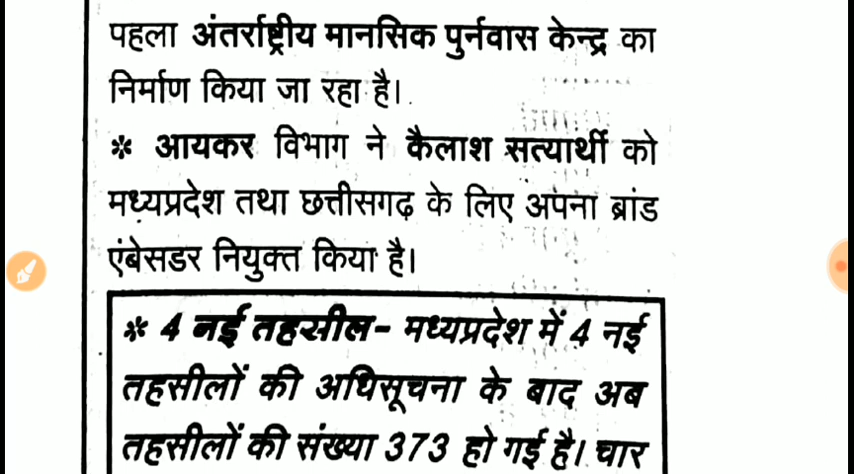 पहला अंतर्राष्ट्रीय मानसिक पुर्नवास केन्द्र का
निर्माण किया जा रहा है।
* आयकर विभाग ने कैलाश सत्यार्थी को
मध्यप्रदेश तथा छत्तीसगढ़ के लिए अपना ब्रांड
एंबेसडर नियुक्त किया है।
* 4 नई तहसील- मध्यप्रदेश में 4 नई
तहसीलों की अधिसूचना के बाद अब
तहसीलों की संख्या 373 हो गई है। चार